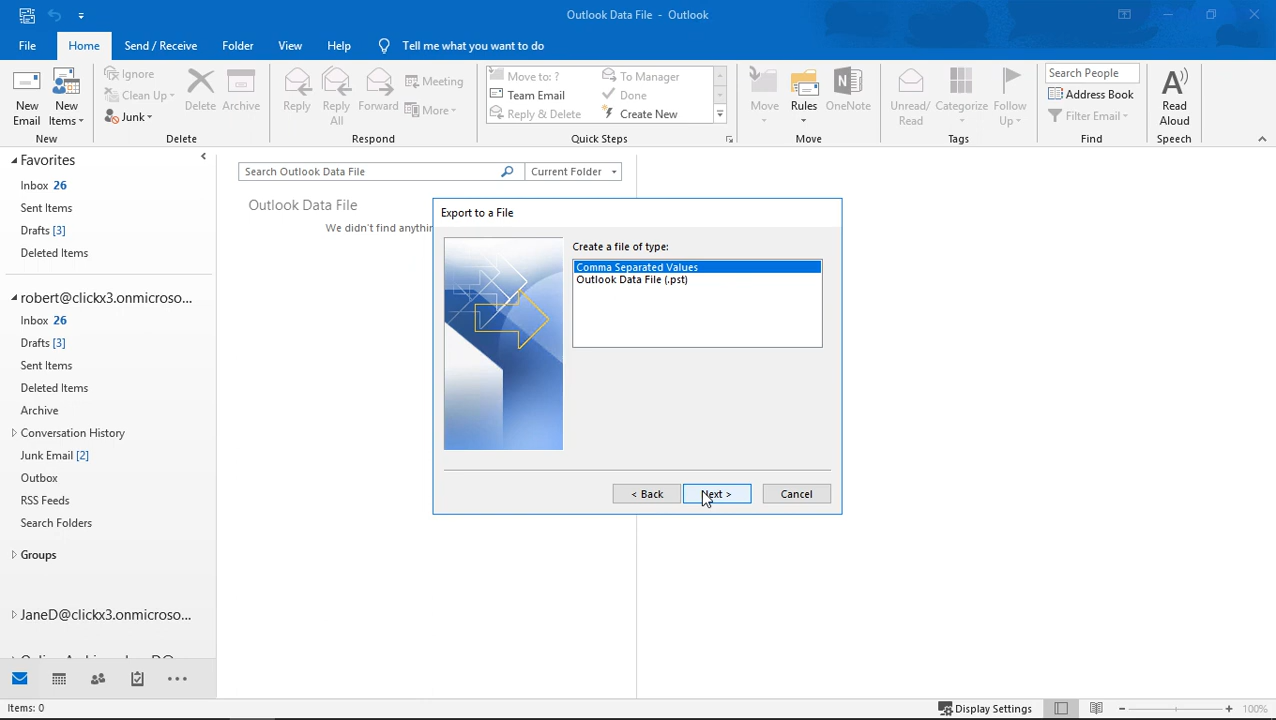 Outlook Data File - Outlook
File Home Send / Receive Folder View Help Tell me what you want to do
New Email
New Items
New
Ignore
Clean Up
Junk
Delete
Archive
Delete
Reply
Reply All
Forward
Meeting
More
Respond
Move to: ?
Team Email
Reply & Delete
To Manager
Done
Create New
Quick Steps
Move
Rules
OneNote
Move
Unread/ Read
Categorize
Follow Up
Tags
Search People
Address Book
Filter Email
Find
Read Aloud
Speech
Favorites
Inbox 26
Sent Items
Drafts [3]
Deleted Items
robert@clickx3.onmicroso...
Inbox 26
Drafts [3]
Sent Items
Deleted Items
Archive
Conversation History
Junk Email [2]
Outbox
RSS Feeds
Search Folders
Groups
JaneD@clickx3.onmicroso...
Search Outlook Data File
Current Folder
Outlook Data File
We didn't find anythin
Export to a File
Create a file of type:
Comma Separated Values
Outlook Data File (.pst)
< Back
Next >
Cancel
Items: 0
Display Settings
100%